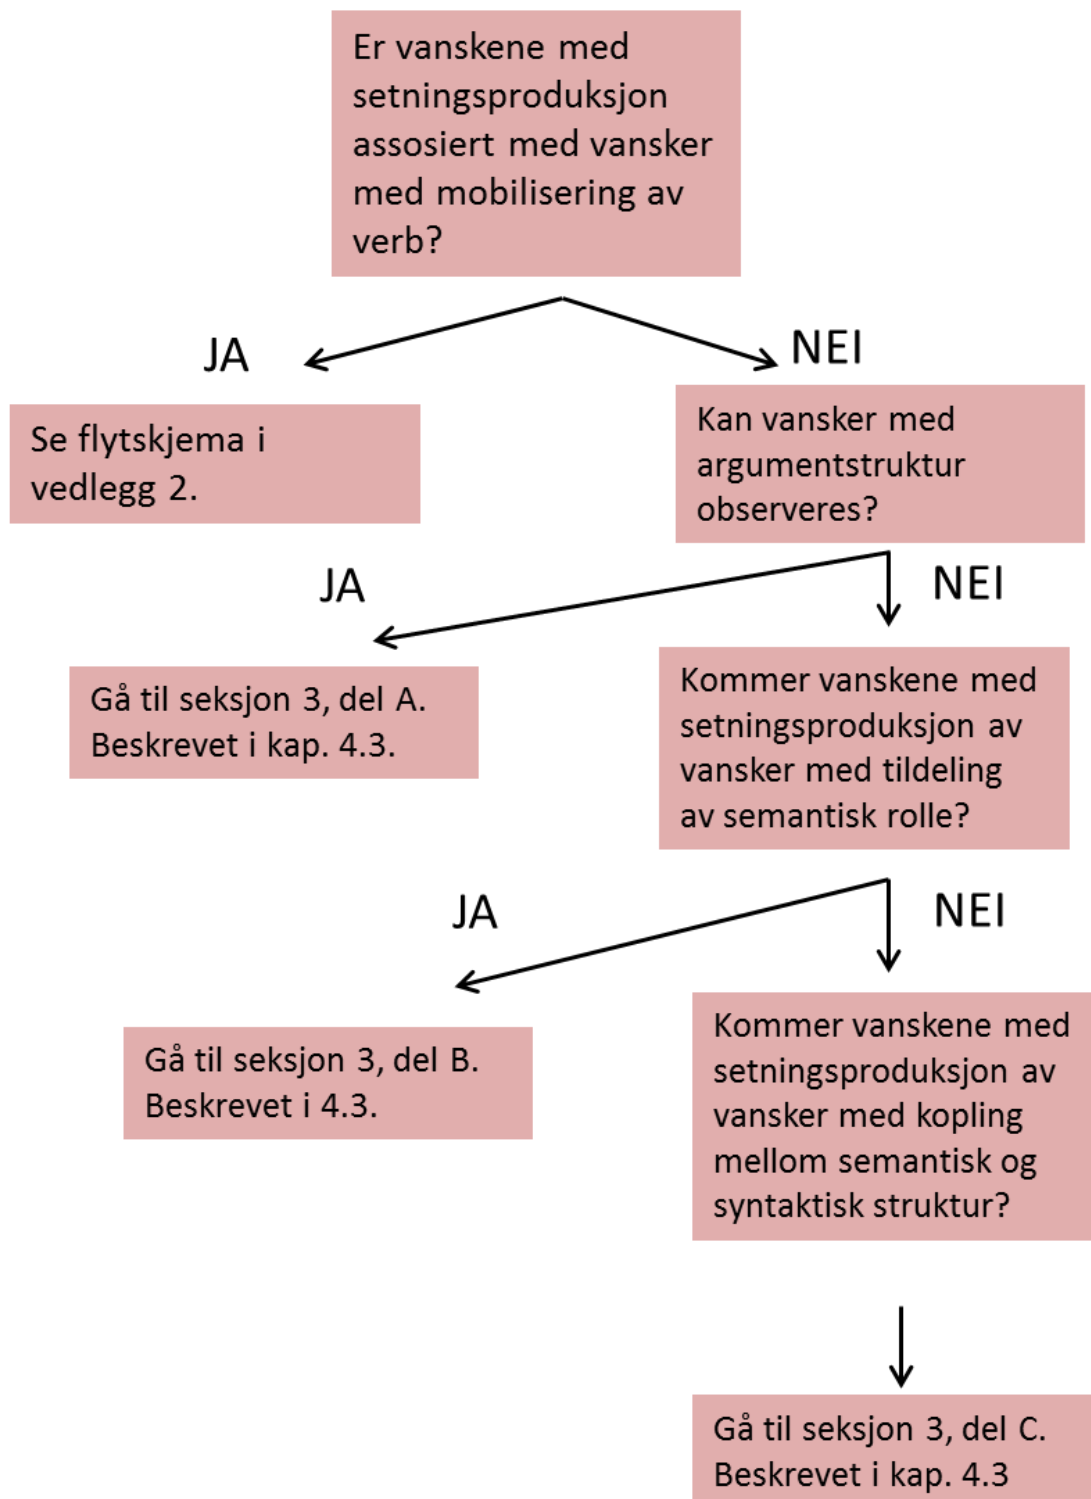 Er vanskene med
setningsproduksjon
assosiert med vansker
med mobilisering av
verb?
JA
NEI
Se flytskjema i
vedlegg 2.
Kan vansker med
argumentstruktur
observeres?
JA
NEI
Gå til seksjon 3, del A.
Beskrevet i kap. 4.3.
Kommer vanskene med
setningsproduksjon av
vansker med tildeling
av semantisk rolle?
JA
NEI
Gå til seksjon 3, del B.
Beskrevet i 4.3.
Kommer vanskene med
setningsproduksjon av
vansker med kopling
mellom semantisk og
syntaktisk struktur?
Gå til seksjon 3, del C.
Beskrevet i kap. 4.3